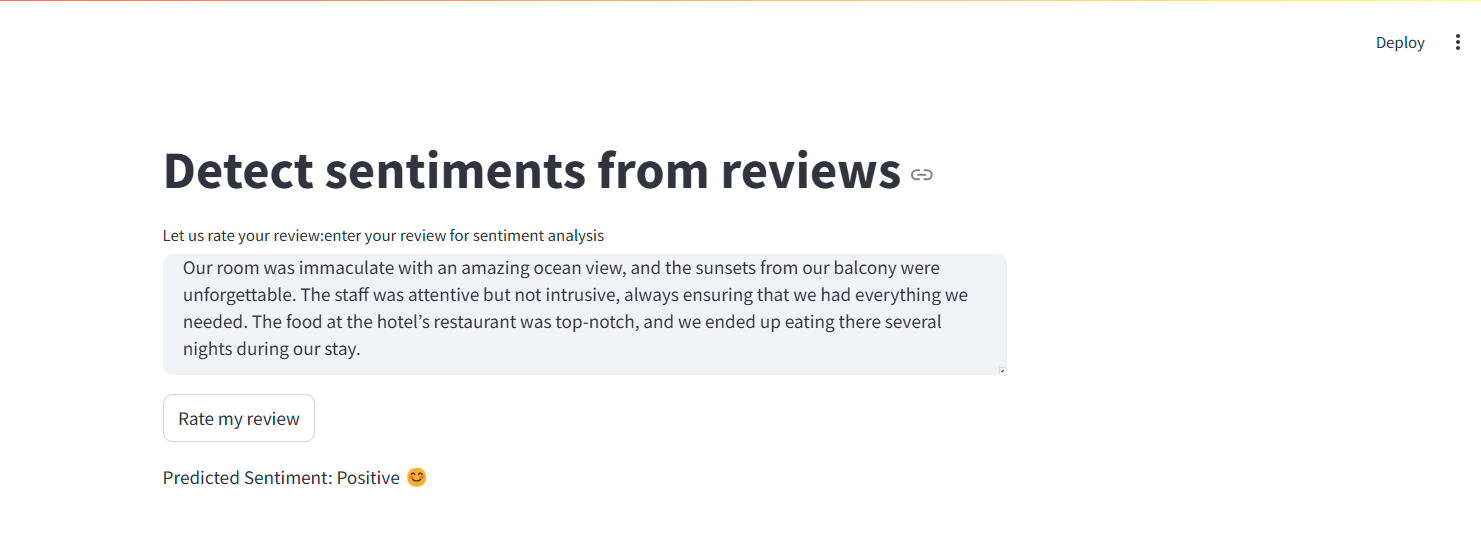 Deploy
Detect sentiments from reviews
Let us rate your review:enter your review for sentiment analysis
Our room was immaculate with an amazing ocean view, and the sunsets from our balcony were
unforgettable. The staff was attentive but not intrusive, always ensuring that we had everything we
needed. The food at the hotel’s restaurant was top-notch, and we ended up eating there several
nights during our stay.
Rate my review
Predicted Sentiment: Positive 😊